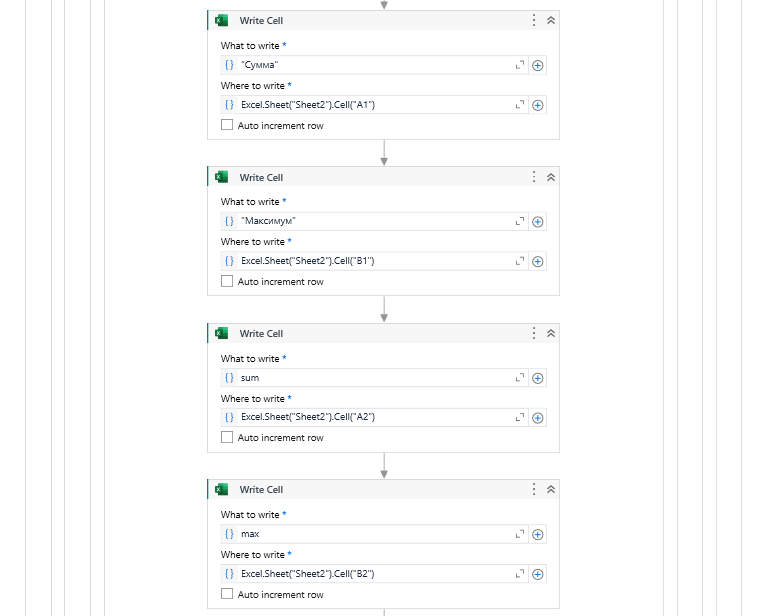 Write Cell
What to write *
"Сумма"
Where to write *
Excel.Sheet("Sheet2").Cell("A1")
Auto increment row
Write Cell
What to write *
"Максимум"
Where to write *
Excel.Sheet("Sheet2").Cell("B1")
Auto increment row
Write Cell
What to write *
sum
Where to write *
Excel.Sheet("Sheet2").Cell("A2")
Auto increment row
Write Cell
What to write *
max
Where to write *
Excel.Sheet("Sheet2").Cell("B2")
Auto increment row